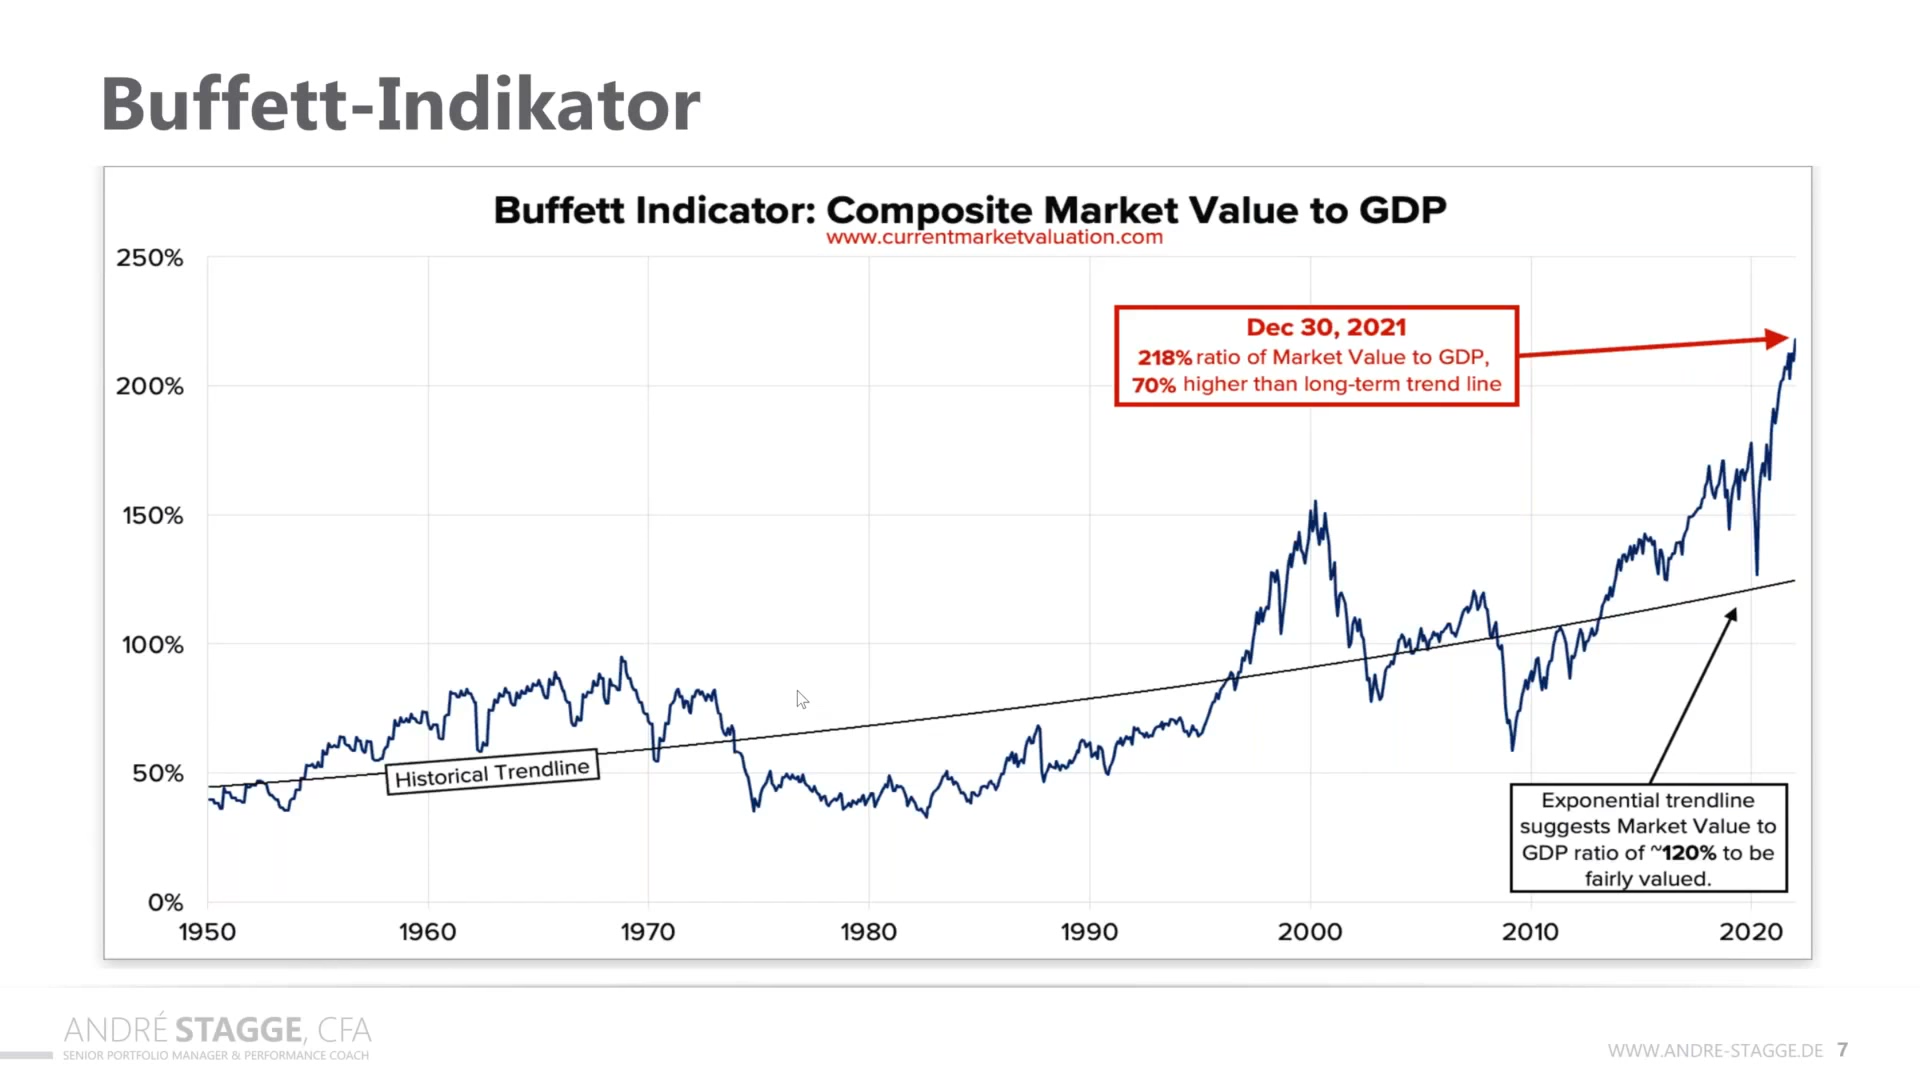 Buffett-Indikator
Buffett Indicator: Composite Market Value to GDP
www.currentmarketvaluation.com
250%
200%
150%
100%
50%
0%
Dec 30, 2021
218% ratio of Market Value to GDP,
70% higher than long-term trend line
Historical Trendline
Exponential trendline
suggests Market Value to
GDP ratio of ~120% to be
fairly valued.
1950 1960 1970 1980 1990 2000 2010 2020
ANDRÉ STAGGE, CFA
SENIOR PORTFOLIO MANAGER & PERFORMANCE COACH
WWW.ANDRE-STAGGE.DE 7